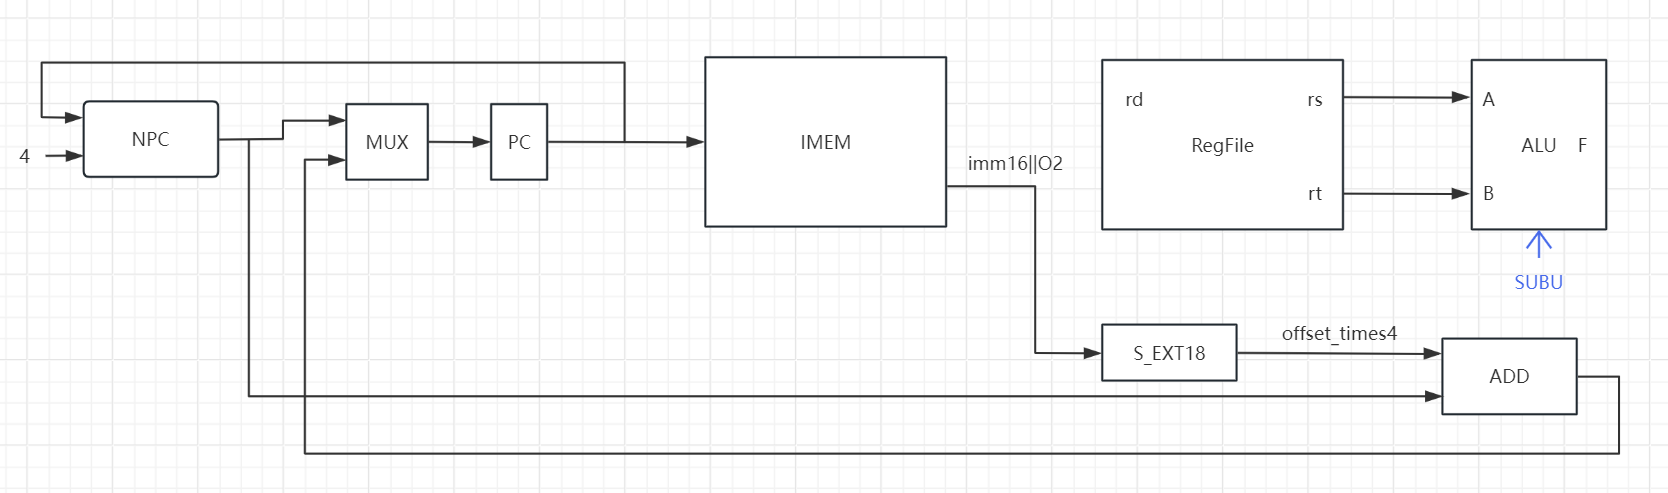 4
NPC
MUX
PC
IMEM
imm16||O2
rd
RegFile
rs
rt
A
B
ALU
F
SUBU
S_EXT18
offset_times4
ADD